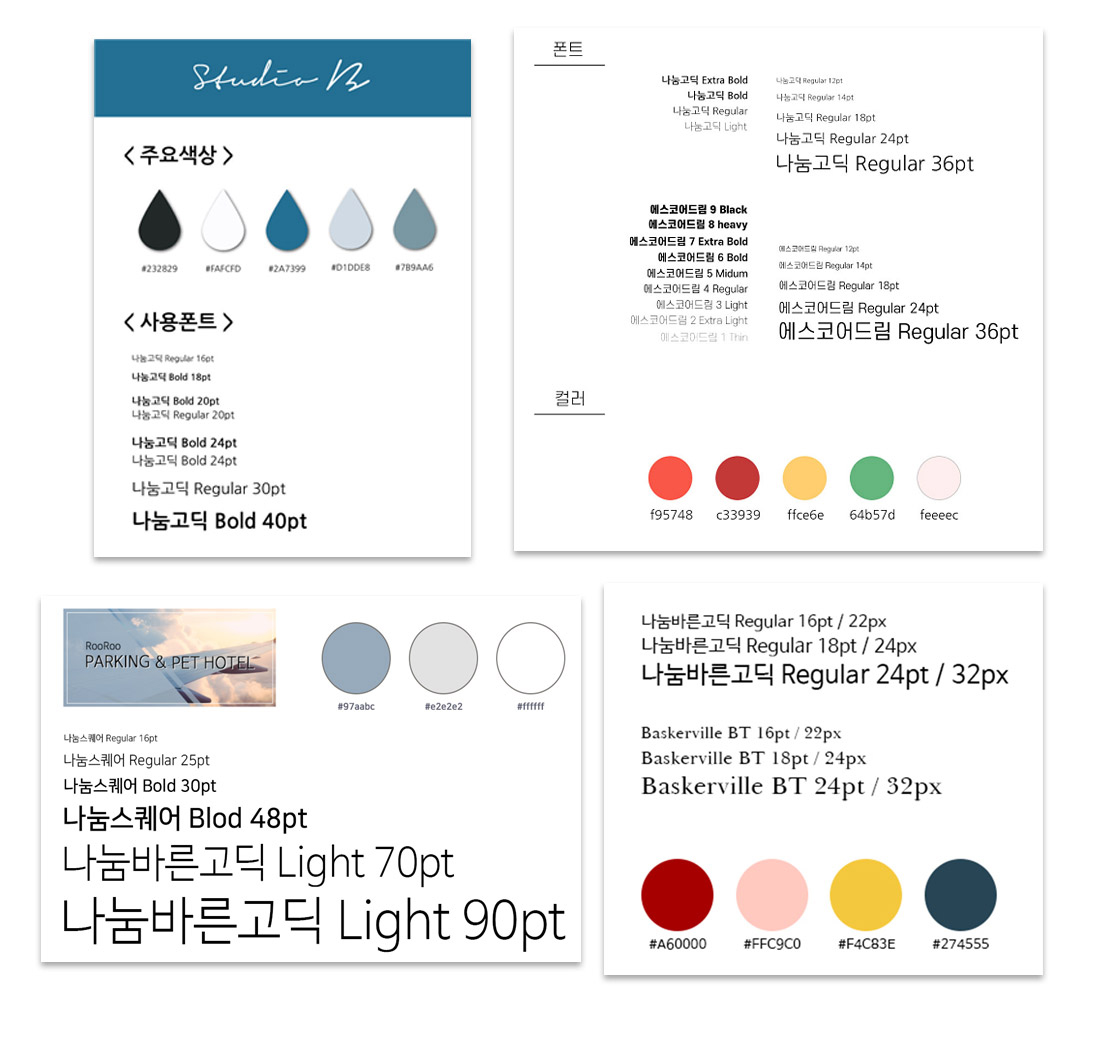 Studio B
< 주요색상 >
#232829 #FAFCFD #2A7399 #D1DDE8 #7B9AA6
< 사용폰트 >
나눔고딕 Regular 16pt
나눔고딕 Bold 18pt
나눔고딕 Bold 20pt
나눔고딕 Regular 20pt
나눔고딕 Bold 24pt
나눔고딕 Bold 24pt
나눔고딕 Regular 30pt
나눔고딕 Bold 40pt
폰트
나눔고딕 Extra Bold
나눔고딕 Bold
나눔고딕 Regular
나눔고딕 Light
나눔고딕 Regular 12pt
나눔고딕 Regular 14pt
나눔고딕 Regular 18pt
나눔고딕 Regular 24pt
나눔고딕 Regular 36pt
에스코어드림 9 Black
에스코어드림 8 heavy
에스코어드림 7 Extra Bold
에스코어드림 6 Bold
에스코어드림 5 Midum
에스코어드림 4 Regular
에스코어드림 3 Light
에스코어드림 2 Extra Light
에스코어드림 1 Thin
에스코어드림 Regular 12pt
에스코어드림 Regular 14pt
에스코어드림 Regular 18pt
에스코어드림 Regular 24pt
에스코어드림 Regular 36pt
컬러
f95748 c33939 ffce6e 64b57d feeeec
RooRoo
PARKING & PET HOTEL
#97aabc #e2e2e2 #ffffff
나눔스퀘어 Regular 16pt
나눔스퀘어 Regular 25pt
나눔스퀘어 Bold 30pt
나눔스퀘어 Blod 48pt
나눔바른고딕 Light 70pt
나눔바른고딕 Light 90pt
나눔바른고딕 Regular 16pt / 22px
나눔바른고딕 Regular 18pt / 24px
나눔바른고딕 Regular 24pt / 32px
Baskerville BT 16pt / 22px
Baskerville BT 18pt / 24px
Baskerville BT 24pt / 32px
#A60000 #FFC9C0 #F4C83E #274555